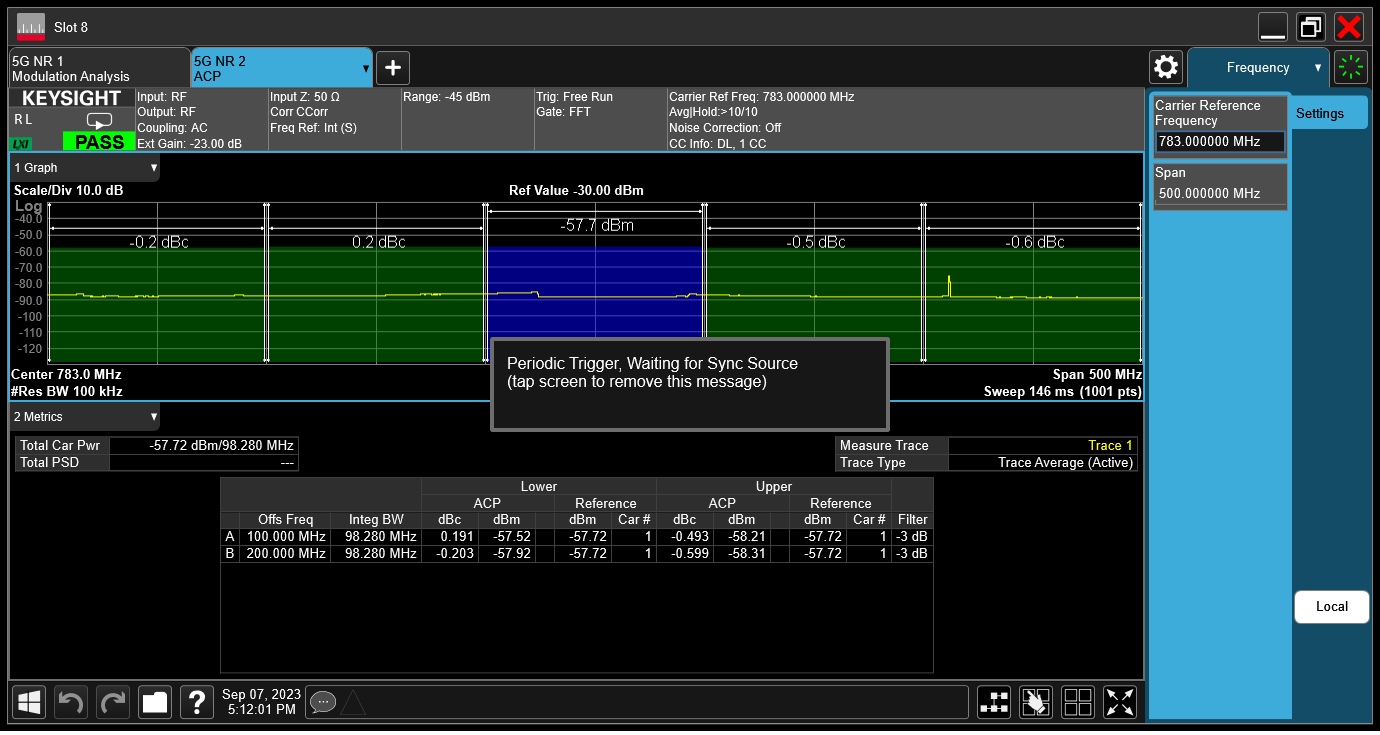 Slot 8
5G NR 1
Modulation Analysis
5G NR 2
ACP
Frequency
KEYSIGHT
R L
LXI
PASS
Input: RF
Output: RF
Coupling: AC
Ext Gain: -23.00 dB
Input Z: 50 Ω
Corr CCorr
Freq Ref: Int (S)
Range: -45 dBm
Trig: Free Run
Gate: FFT
Carrier Ref Freq: 783.000000 MHz
Avg|Hold:>10/10
Noise Correction: Off
CC Info: DL, 1 CC
Carrier Reference
Frequency
783.000000 MHz
Span
500.000000 MHz
Settings
Local
1 Graph
Scale/Div 10.0 dB
Ref Value -30.00 dBm
Log
-40.0
-50.0
-60.0
-70.0
-80.0
-90.0
-100
-110
-120
-0.2 dBc
0.2 dBc
-57.7 dBm
-0.5 dBc
-0.6 dBc
Periodic Trigger, Waiting for Sync Source
(tap screen to remove this message)
Center 783.0 MHz
#Res BW 100 kHz
Span 500 MHz
Sweep 146 ms (1001 pts)
2 Metrics
Total Car Pwr -57.72 dBm/98.280 MHz
Total PSD ---
Measure Trace Trace 1
Trace Type Trace Average (Active)
Lower Upper
ACP Reference ACP Reference
Offs Freq Integ BW dBc dBm dBm Car # dBc dBm dBm Car # Filter
A 100.000 MHz 98.280 MHz 0.191 -57.52 -57.72 1 -0.493 -58.21 -57.72 1 -3 dB
B 200.000 MHz 98.280 MHz -0.203 -57.92 -57.72 1 -0.599 -58.31 -57.72 1 -3 dB
Sep 07, 2023
5:12:01 PM